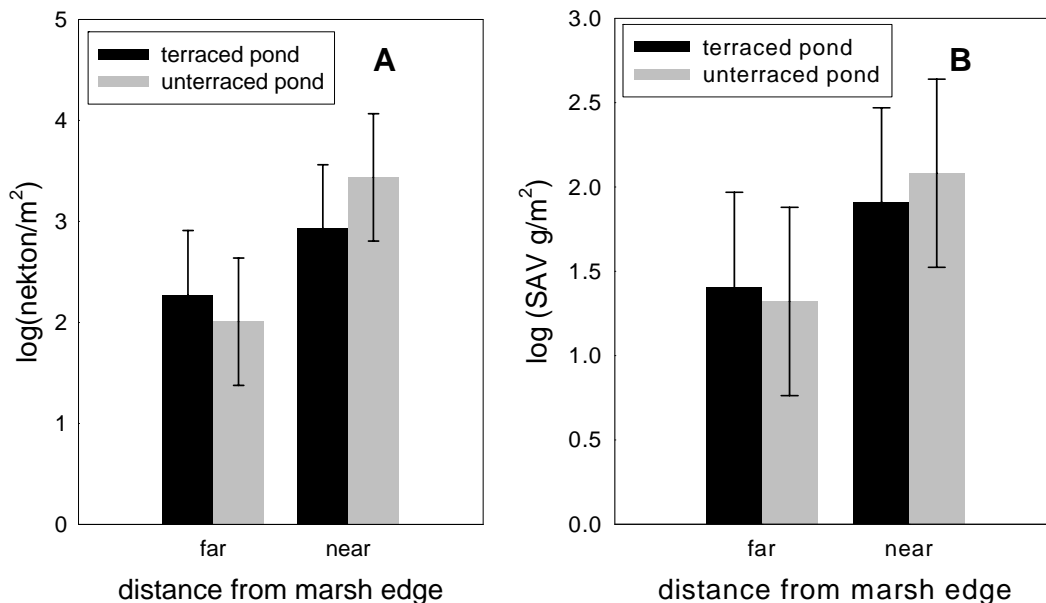 5
4
3
2
1
0
log(nekton/m²)
terraced pond
unterraced pond
A
far near
distance from marsh edge
3.0
2.5
2.0
1.5
1.0
0.5
0.0
log (SAV g/m²)
terraced pond
unterraced pond
B
far near
distance from marsh edge